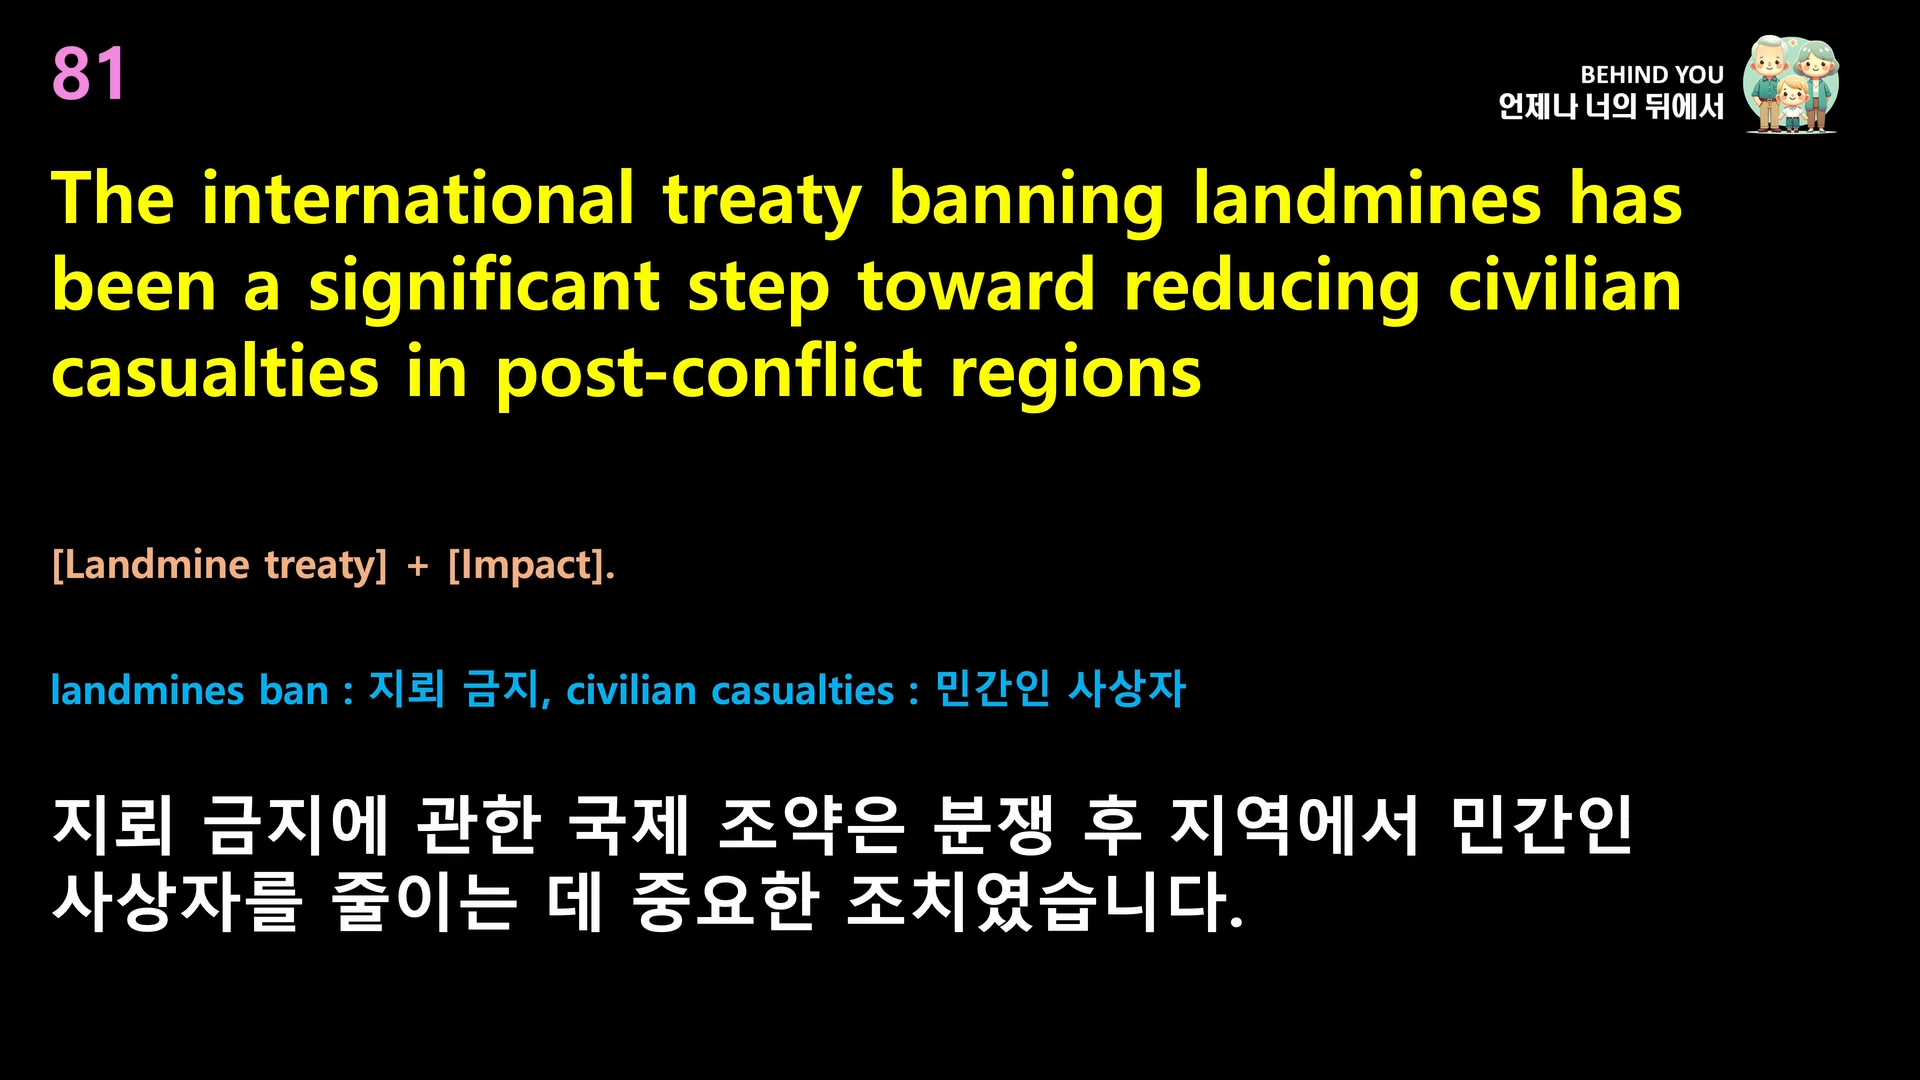 81
BEHIND YOU
언제나 너의 뒤에서
The international treaty banning landmines has
been a significant step toward reducing civilian
casualties in post-conflict regions
[Landmine treaty] + [Impact].
landmines ban : 지뢰 금지, civilian casualties : 민간인 사상자
지뢰 금지에 관한 국제 조약은 분쟁 후 지역에서 민간인
사상자를 줄이는 데 중요한 조치였습니다.